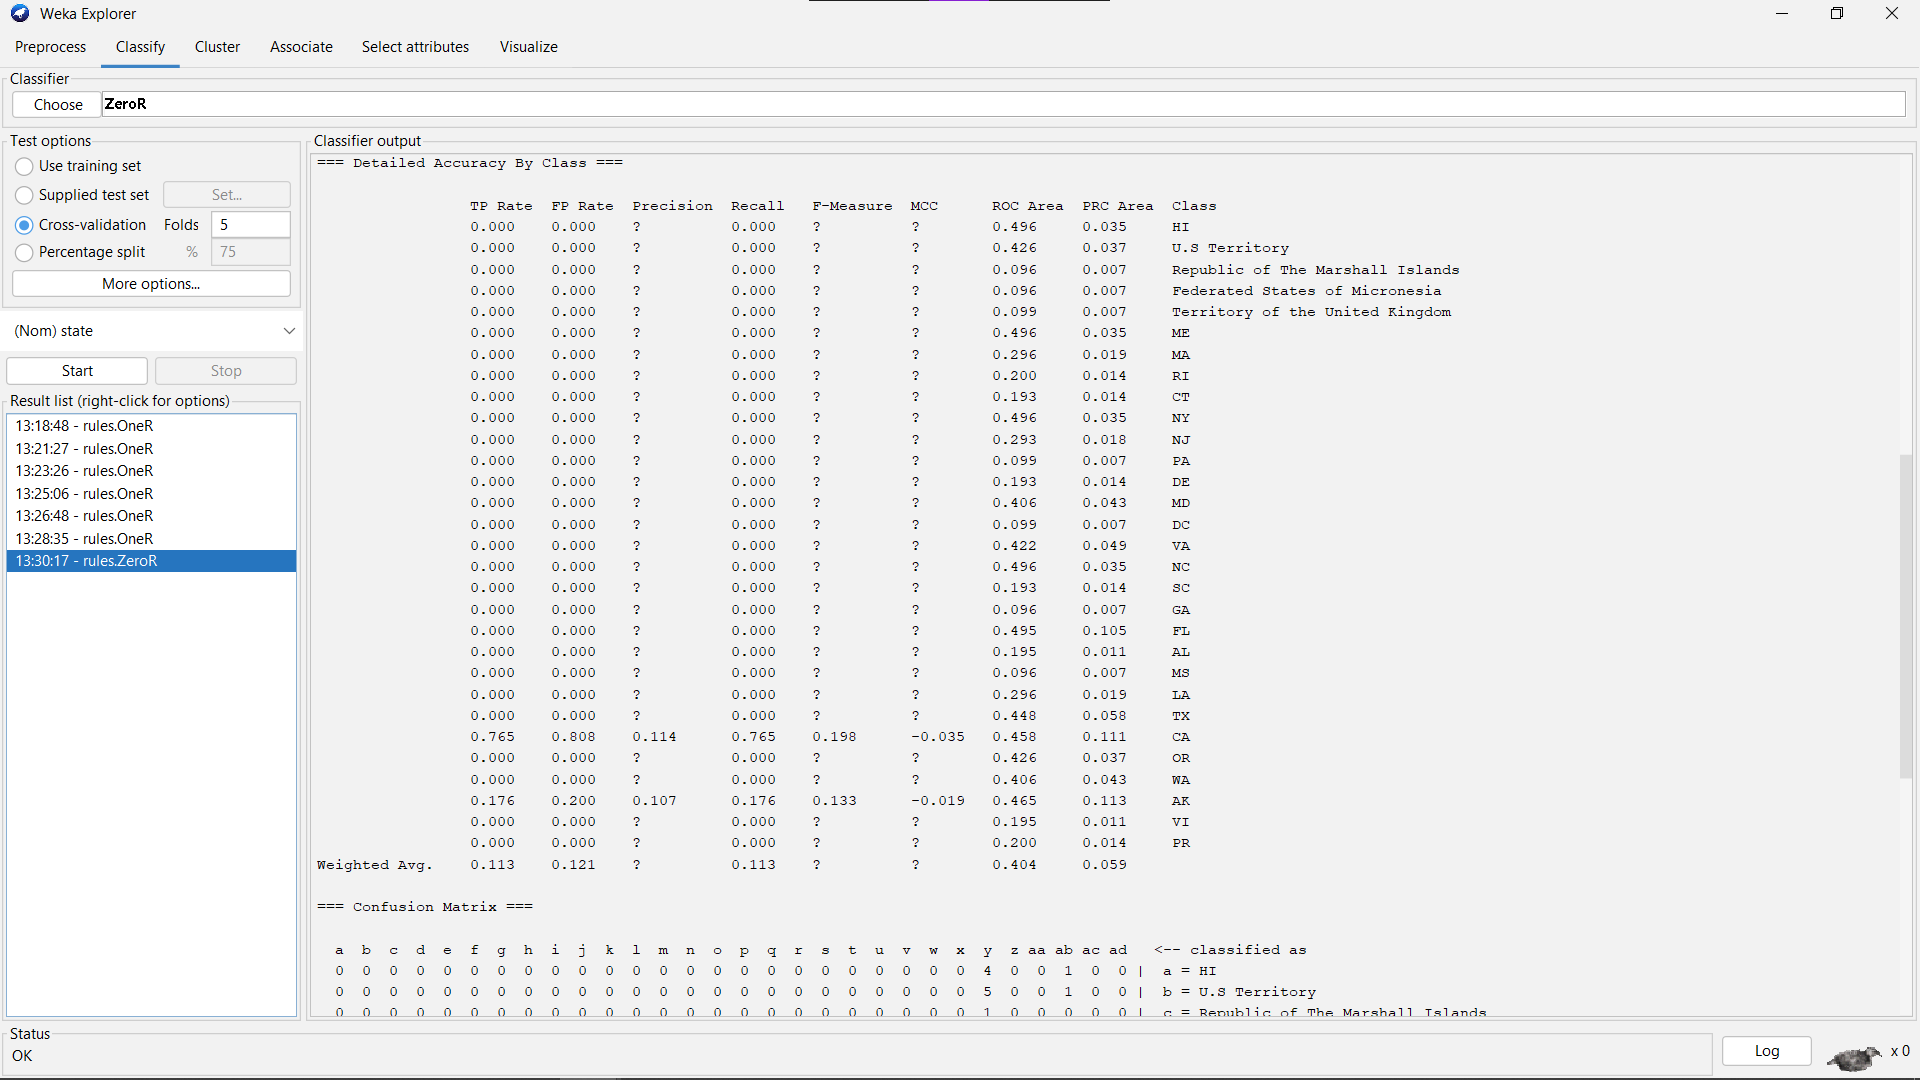 Weka Explorer
Preprocess Classify Cluster Associate Select attributes Visualize
Classifier
Choose ZeroR
Test options
Use training set
Supplied test set Set...
Cross-validation Folds 5
Percentage split % 75
More options...
(Nom) state
Start Stop
Result list (right-click for options)
13:18:48 - rules.OneR
13:21:27 - rules.OneR
13:23:26 - rules.OneR
13:25:06 - rules.OneR
13:26:48 - rules.OneR
13:28:35 - rules.OneR
13:30:17 - rules.ZeroR
Classifier output
=== Detailed Accuracy By Class ===
TP Rate FP Rate Precision Recall F-Measure MCC ROC Area PRC Area Class
0.000 0.000 ? 0.000 ? ? 0.496 0.035 HI
0.000 0.000 ? 0.000 ? ? 0.426 0.037 U.S Territory
0.000 0.000 ? 0.000 ? ? 0.096 0.007 Republic of The Marshall Islands
0.000 0.000 ? 0.000 ? ? 0.096 0.007 Federated States of Micronesia
0.000 0.000 ? 0.000 ? ? 0.099 0.007 Territory of the United Kingdom
0.000 0.000 ? 0.000 ? ? 0.496 0.035 ME
0.000 0.000 ? 0.000 ? ? 0.296 0.019 MA
0.000 0.000 ? 0.000 ? ? 0.200 0.014 RI
0.000 0.000 ? 0.000 ? ? 0.193 0.014 CT
0.000 0.000 ? 0.000 ? ? 0.496 0.035 NY
0.000 0.000 ? 0.000 ? ? 0.293 0.018 NJ
0.000 0.000 ? 0.000 ? ? 0.099 0.007 PA
0.000 0.000 ? 0.000 ? ? 0.193 0.014 DE
0.000 0.000 ? 0.000 ? ? 0.406 0.043 MD
0.000 0.000 ? 0.000 ? ? 0.099 0.007 DC
0.000 0.000 ? 0.000 ? ? 0.422 0.049 VA
0.000 0.000 ? 0.000 ? ? 0.496 0.035 NC
0.000 0.000 ? 0.000 ? ? 0.193 0.014 SC
0.000 0.000 ? 0.000 ? ? 0.096 0.007 GA
0.000 0.000 ? 0.000 ? ? 0.495 0.105 FL
0.000 0.000 ? 0.000 ? ? 0.195 0.011 AL
0.000 0.000 ? 0.000 ? ? 0.096 0.007 MS
0.000 0.000 ? 0.000 ? ? 0.296 0.019 LA
0.000 0.000 ? 0.000 ? ? 0.448 0.058 TX
0.765 0.808 0.114 0.765 0.198 -0.035 0.458 0.111 CA
0.000 0.000 ? 0.000 ? ? 0.426 0.037 OR
0.000 0.000 ? 0.000 ? ? 0.406 0.043 WA
0.176 0.200 0.107 0.176 0.133 -0.019 0.465 0.113 AK
0.000 0.000 ? 0.000 ? ? 0.195 0.011 VI
0.000 0.000 ? 0.000 ? ? 0.200 0.014 PR
Weighted Avg. 0.113 0.121 ? 0.113 ? ? 0.404 0.059
=== Confusion Matrix ===
a b c d e f g h i j k l m n o p q r s t u v w x y z aa ab ac ad <-- classified as
0 0 0 0 0 0 0 0 0 0 0 0 0 0 0 0 0 0 0 0 0 0 0 0 4 0 0 1 0 0 | a = HI
0 0 0 0 0 0 0 0 0 0 0 0 0 0 0 0 0 0 0 0 0 0 0 0 5 0 0 1 0 0 | b = U.S Territory
0 0 0 0 0 0 0 0 0 0 0 0 0 0 0 0 0 0 0 0 0 0 0 0 1 0 0 0 0 0 | c = Republic of The Marshall Islands
Status
OK
Log
x 0